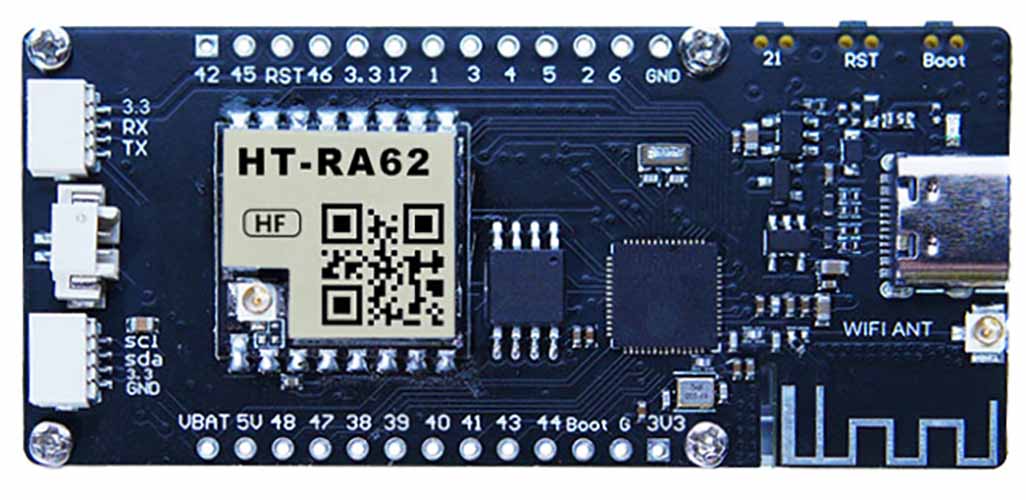 21 RST Boot
42 45 RST 46 3.3 17 1 3 4 5 2 6 GND
3.3
RX
TX
HT-RA62
HF
WIFI ANT
scl
sda
3.3
GND
VBAT 5V 48 47 38 39 40 41 43 44 Boot G 3V3